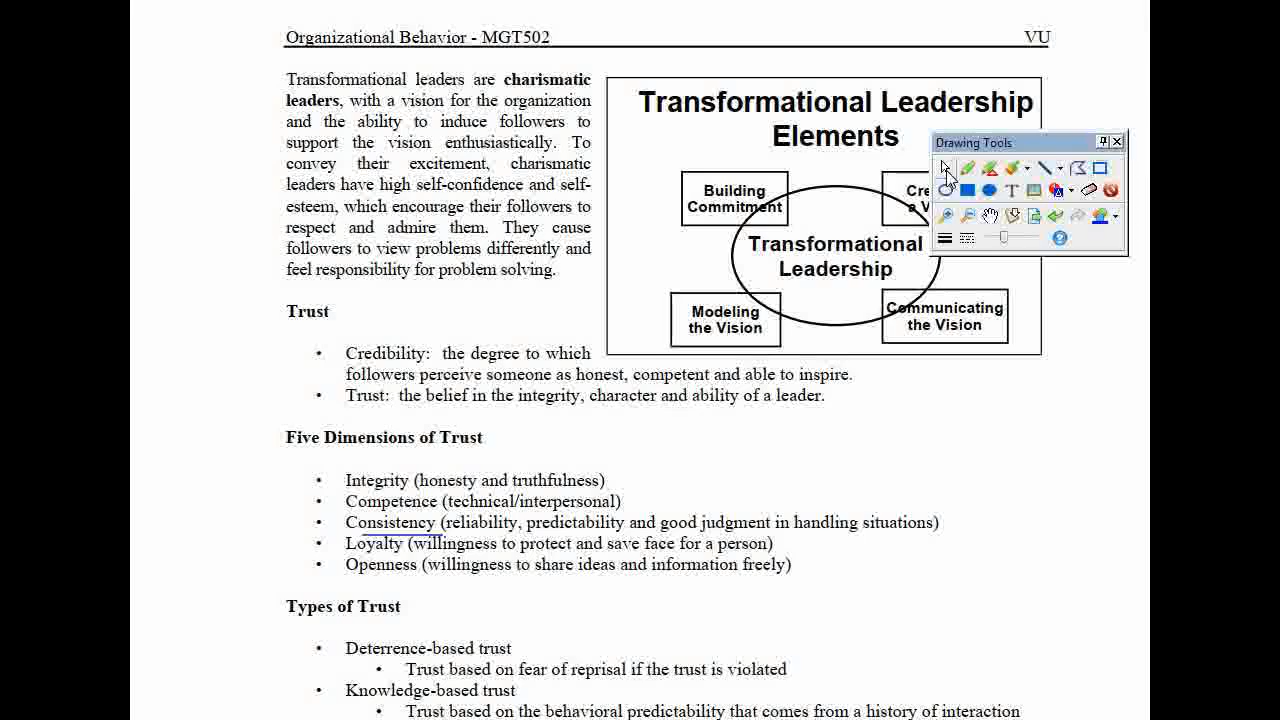 Organizational Behavior - MGT502 VU
Transformational leaders are charismatic
leaders, with a vision for the organization
and the ability to induce followers to
support the vision enthusiastically. To
convey their excitement, charismatic
leaders have high self-confidence and self-
esteem, which encourage their followers to
respect and admire them. They cause
followers to view problems differently and
feel responsibility for problem solving.
Transformational Leadership
Elements
Drawing Tools
Building
Commitment
Transformational
Leadership
Modeling
the Vision
Communicating
the Vision
Trust
• Credibility: the degree to which
followers perceive someone as honest, competent and able to inspire.
• Trust: the belief in the integrity, character and ability of a leader.
Five Dimensions of Trust
• Integrity (honesty and truthfulness)
• Competence (technical/interpersonal)
• Consistency (reliability, predictability and good judgment in handling situations)
• Loyalty (willingness to protect and save face for a person)
• Openness (willingness to share ideas and information freely)
Types of Trust
• Deterrence-based trust
• Trust based on fear of reprisal if the trust is violated
• Knowledge-based trust
• Trust based on the behavioral predictability that comes from a history of interaction